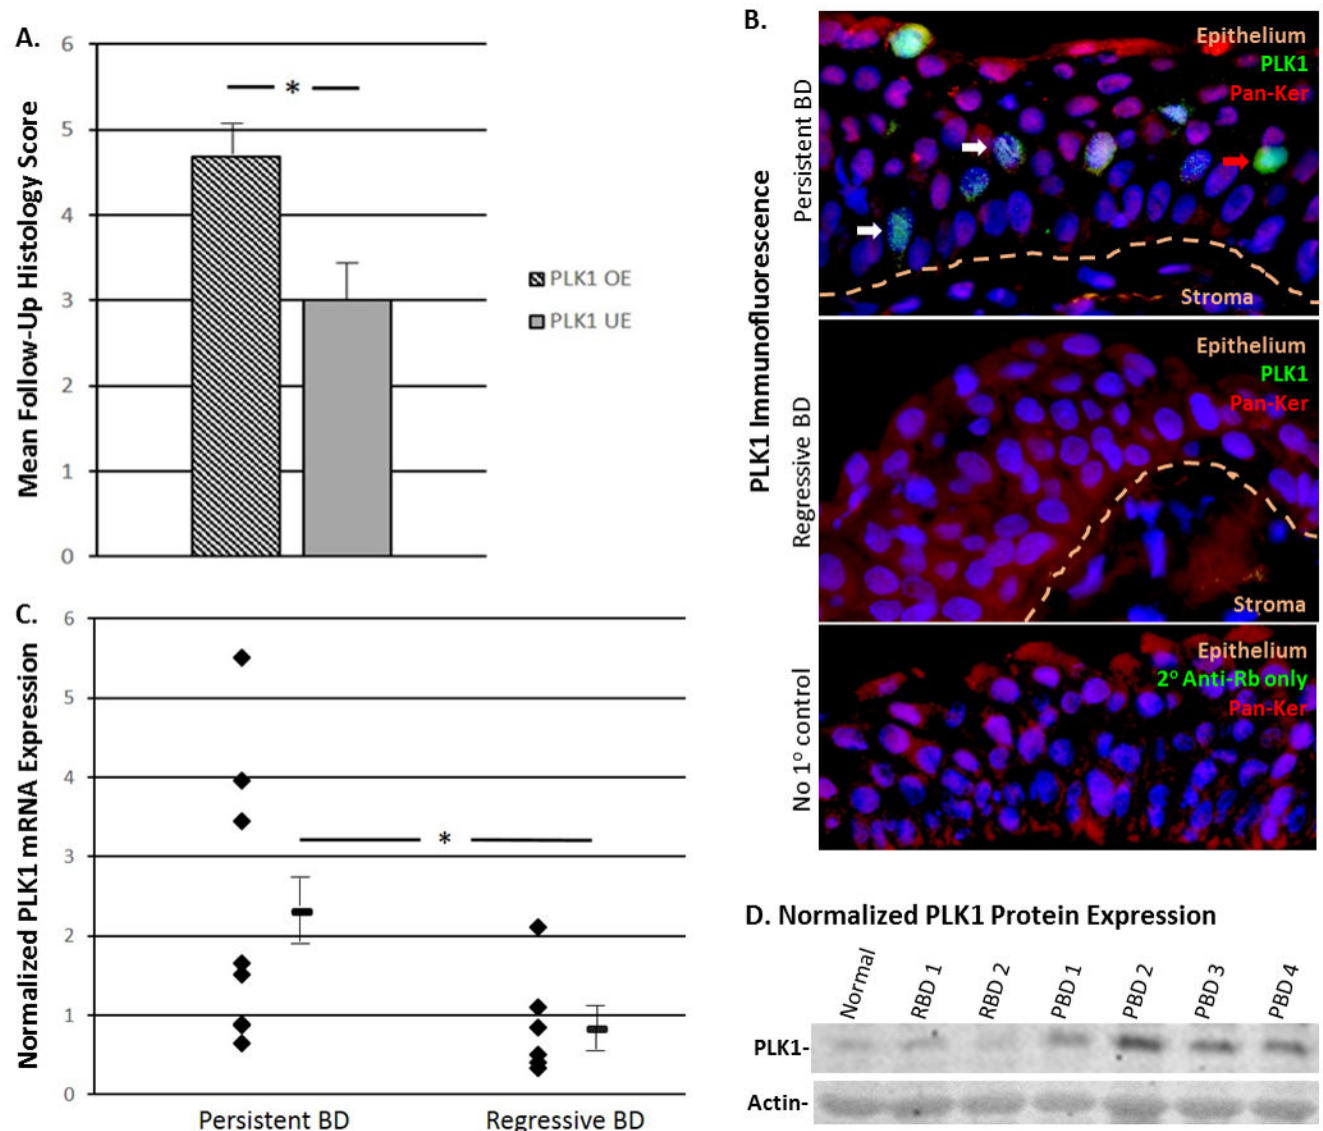 A.
Mean Follow-Up Histology Score
6
5
4
3
2
1
0
*
PLK1 OE
PLK1 UE
B.
PLK1 Immunofluorescence
Persistent BD
Epithelium
PLK1
Pan-Ker
Stroma
Regressive BD
Epithelium
PLK1
Pan-Ker
Stroma
No 1° control
Epithelium
2° Anti-Rb only
Pan-Ker
C.
Normalized PLK1 mRNA Expression
6
5
4
3
2
1
0
*
Persistent BD
Regressive BD
D. Normalized PLK1 Protein Expression
Normal
RBD 1
RBD 2
PBD 1
PBD 2
PBD 3
PBD 4
PLK1-
Actin-